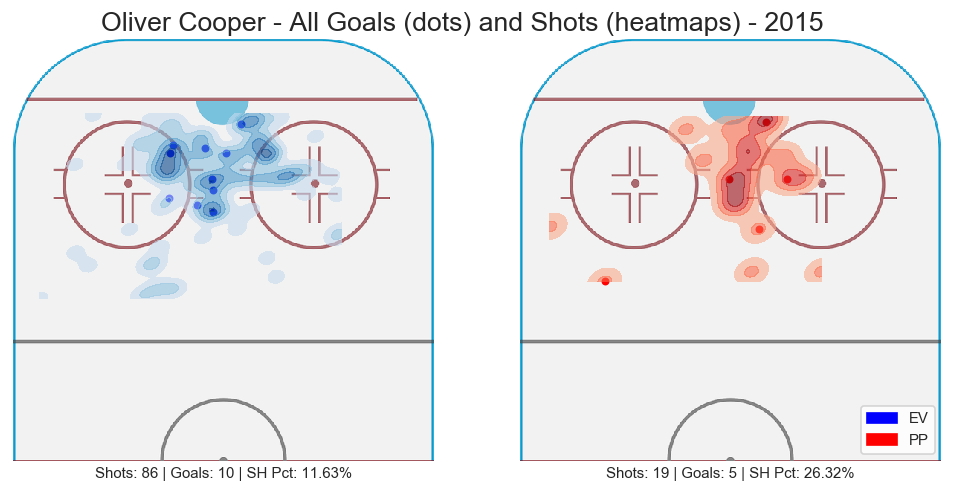 Oliver Cooper - All Goals (dots) and Shots (heatmaps) - 2015
EV
PP
Shots: 86 | Goals: 10 | SH Pct: 11.63%
Shots: 19 | Goals: 5 | SH Pct: 26.32%